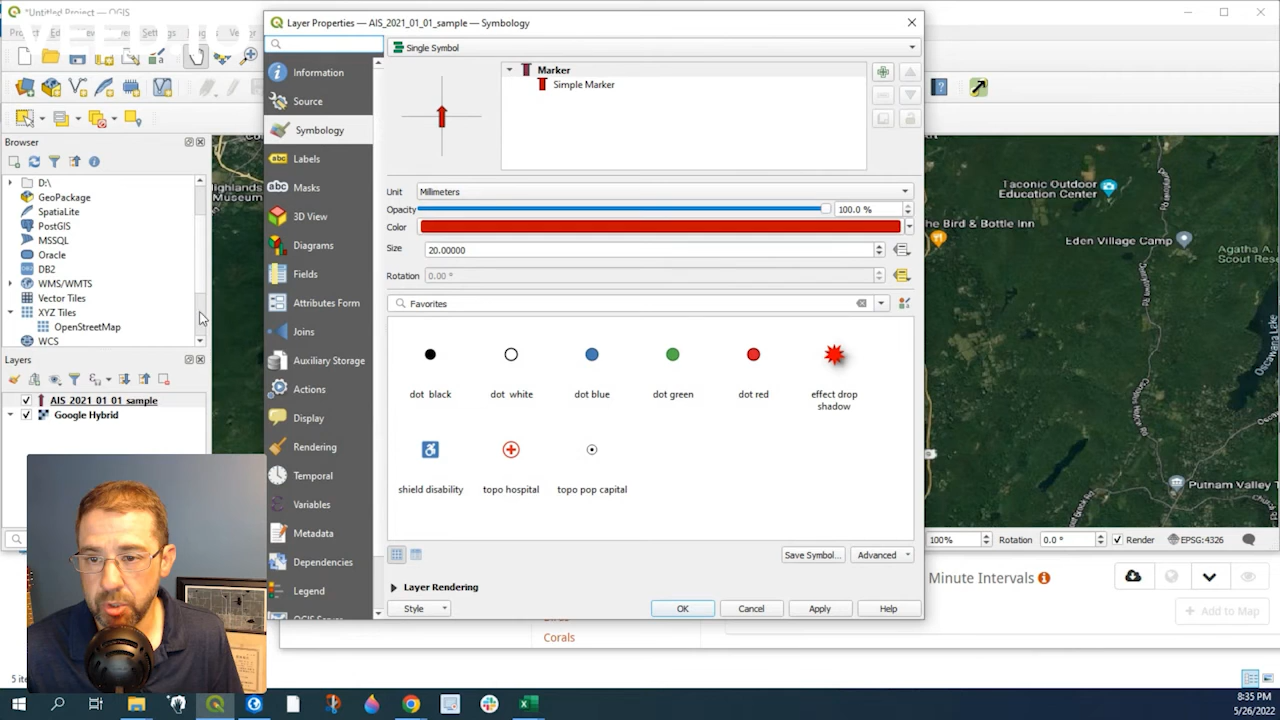 *Untitled Project — QGIS
Layer Properties — AIS_2021_01_01_sample — Symbology
Single Symbol
Information
Source
Symbology
Labels
Masks
3D View
Diagrams
Fields
Attributes Form
Joins
Auxiliary Storage
Actions
Display
Rendering
Temporal
Variables
Metadata
Dependencies
Legend
Marker
Simple Marker
Unit
Millimeters
Opacity
100.0 %
Color
Size
20.00000
Rotation
0.00 °
Favorites
dot black
dot white
dot blue
dot green
dot red
effect drop
shadow
shield disability
topo hospital
topo pop capital
Save Symbol...
Advanced
Layer Rendering
Style
OK
Cancel
Apply
Help
Browser
D:\
GeoPackage
SpatiaLite
PostGIS
MSSQL
Oracle
DB2
WMS/WMTS
Vector Tiles
XYZ Tiles
OpenStreetMap
WCS
Layers
AIS_2021_01_01_sample
Google Hybrid
Highlands
Museum
Taconic Outdoor
Education Center
The Bird & Bottle Inn
Eden Village Camp
Agatha A.
Scout Rese
Putnam Valley T
100%
Rotation
0.0 °
Render
EPSG:4326
Minute Intervals
Add to Map
Corals
8:35 PM
5/26/2022